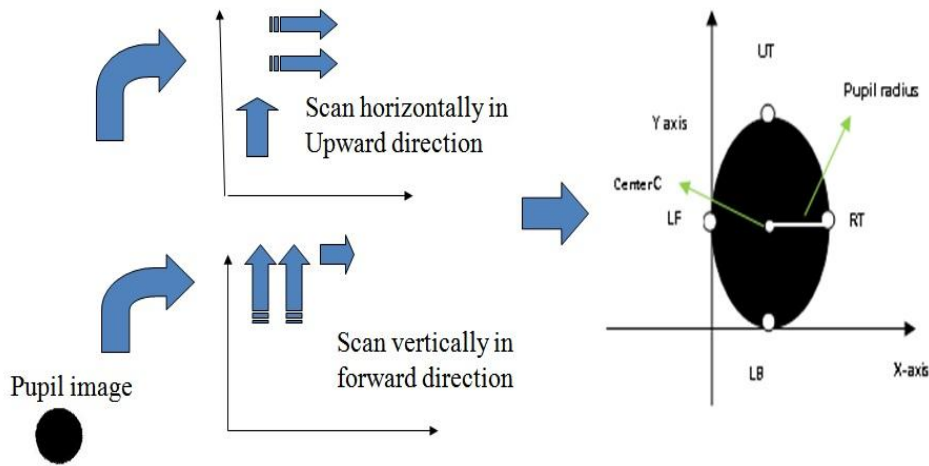 Scan horizontally in
Upward direction
Scan vertically in
forward direction
Pupil image
UT
Pupil radius
Y axis
CenterC
LF
RT
LB
X-axis